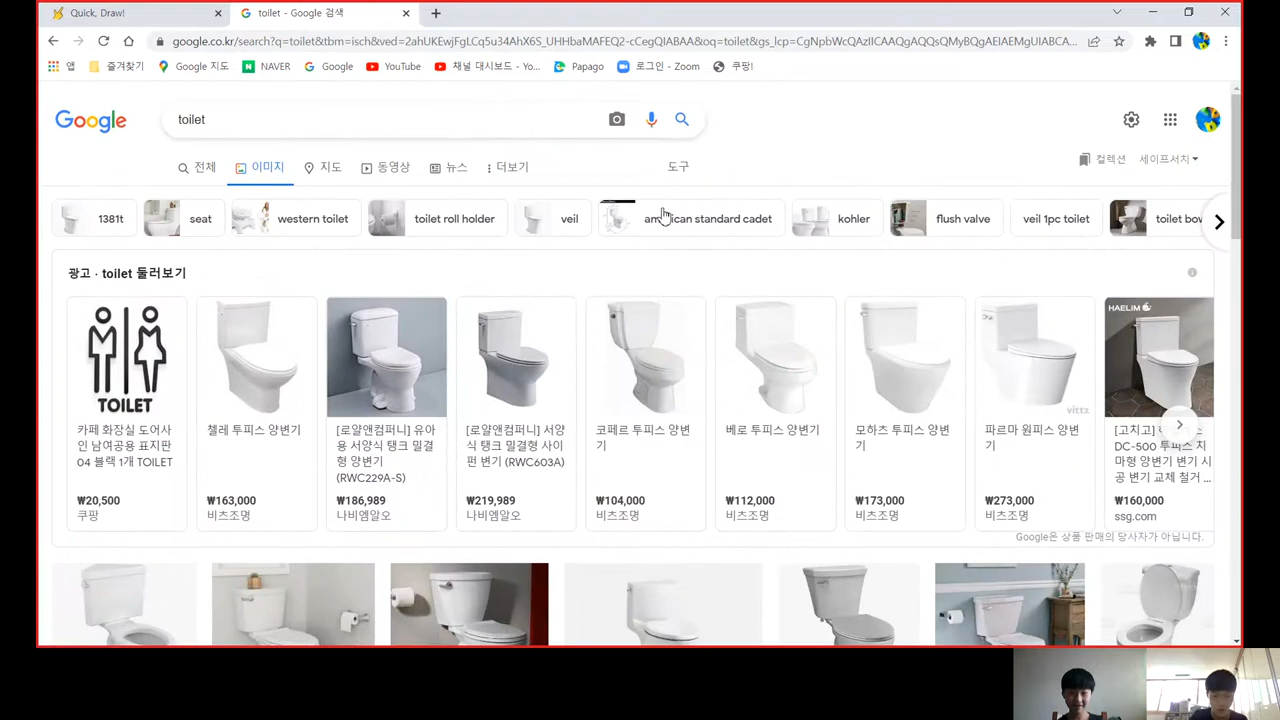 Quick, Draw!
toilet - Google 검색
google.co.kr/search?q=toilet&tbm=isch&ved=2ahUKEwjFgLCq5u34AhX6S_UHHbaMAFEQ2-cCegQIABAA&oq=toilet&gs_lcp=CgNpbWcQAzIICAAQgAQQsQMyBQgAEIAEMgUIABCA...
앱 즐겨찾기 Google 지도 NAVER Google YouTube 채널 대시보드 - Yo... Papago 로그인 - Zoom 쿠팡!
Google
toilet
전체 이미지 지도 동영상 뉴스 더보기 도구
컬렉션 세이프서치
1381t seat western toilet toilet roll holder veil american standard cadet kohler flush valve veil 1pc toilet toilet bow
광고 · toilet 둘러보기
TOILET
카페 화장실 도어사
인 남여공용 표지판
04 블랙 1개 TOILET
₩20,500
쿠팡
첼레 투피스 양변기
₩163,000
비츠조명
[로얄앤컴퍼니] 유아
용 서양식 탱크 밀결
형 양변기
(RWC229A-S)
₩186,989
나비엠알오
[로얄앤컴퍼니] 서양
식 탱크 밀결형 사이
펀 변기 (RWC603A)
₩219,989
나비엠알오
코페르 투피스 양변
기
₩104,000
비츠조명
베로 투피스 양변기
₩112,000
비츠조명
모하츠 투피스 양변
기
₩173,000
비츠조명
vittz
파르마 원피스 양변
기
₩273,000
비츠조명
HAELIM
[고치고]
DC-500 투피스 치
마형 양변기 변기 시
공 변기 교체 철거 ...
₩160,000
ssg.com
Google은 상품 판매의 당사자가 아닙니다.